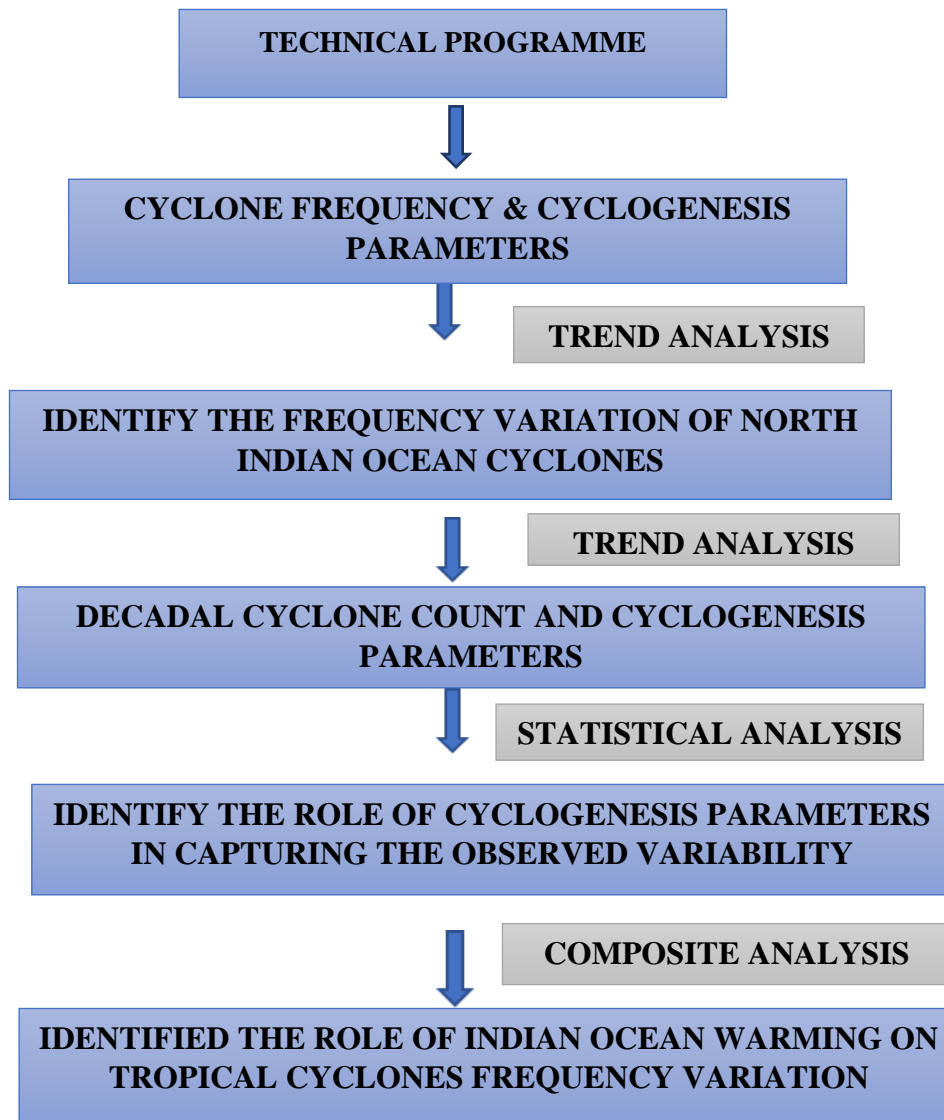 TECHNICAL PROGRAMME
CYCLONE FREQUENCY & CYCLOGENESIS
PARAMETERS
TREND ANALYSIS
IDENTIFY THE FREQUENCY VARIATION OF NORTH
INDIAN OCEAN CYCLONES
TREND ANALYSIS
DECADAL CYCLONE COUNT AND CYCLOGENESIS
PARAMETERS
STATISTICAL ANALYSIS
IDENTIFY THE ROLE OF CYCLOGENESIS PARAMETERS
IN CAPTURING THE OBSERVED VARIABILITY
COMPOSITE ANALYSIS
IDENTIFIED THE ROLE OF INDIAN OCEAN WARMING ON
TROPICAL CYCLONES FREQUENCY VARIATION